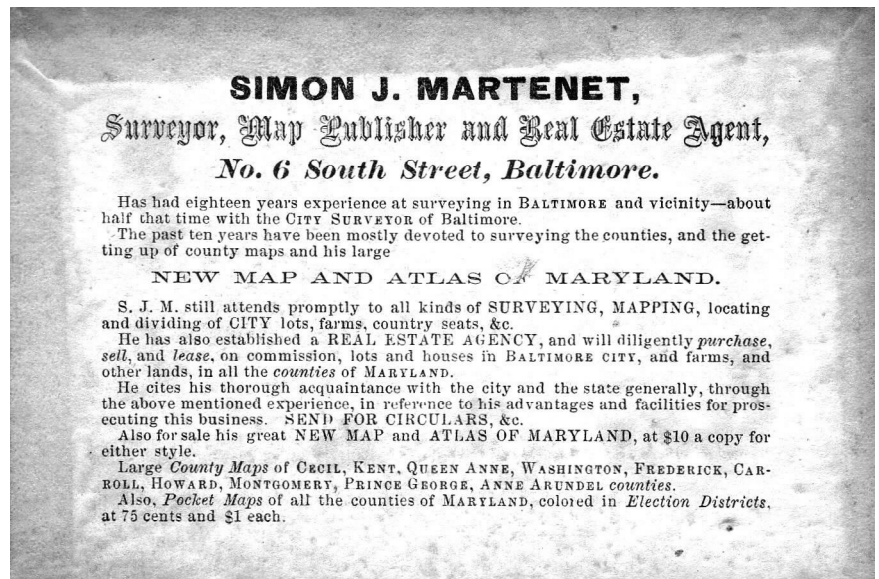 SIMON J. MARTENET,
Surveyor, Map Publisher and Real Estate Agent,
No. 6 South Street, Baltimore.
Has had eighteen years experience at surveying in BALTIMORE and vicinity—about
half that time with the CITY SURVEYOR of Baltimore.
The past ten years have been mostly devoted to surveying the counties, and the get-
ting up of county maps and his large
NEW MAP AND ATLAS OF MARYLAND.
S. J. M. still attends promptly to all kinds of SURVEYING, MAPPING, locating
and dividing of CITY lots, farms, country seats, &c.
He has also established a REAL ESTATE AGENCY, and will diligently purchase,
sell, and lease, on commission, lots and houses in BALTIMORE CITY, and farms, and
other lands, in all the counties of MARYLAND.
He cites his thorough acquaintance with the city and the state generally, through
the above mentioned experience, in reference to his advantages and facilities for pros-
ecuting this business. SEND FOR CIRCULARS, &c.
Also for sale his great NEW MAP and ATLAS OF MARYLAND, at $10 a copy for
either style.
Large County Maps of CECIL, KENT, QUEEN ANNE, WASHINGTON, FREDERICK, CAR-
ROLL, HOWARD, MONTGOMERY, PRINCE GEORGE, ANNE ARUNDEL counties.
Also, Pocket Maps of all the counties of MARYLAND, colored in Election Districts,
at 75 cents and $1 each.